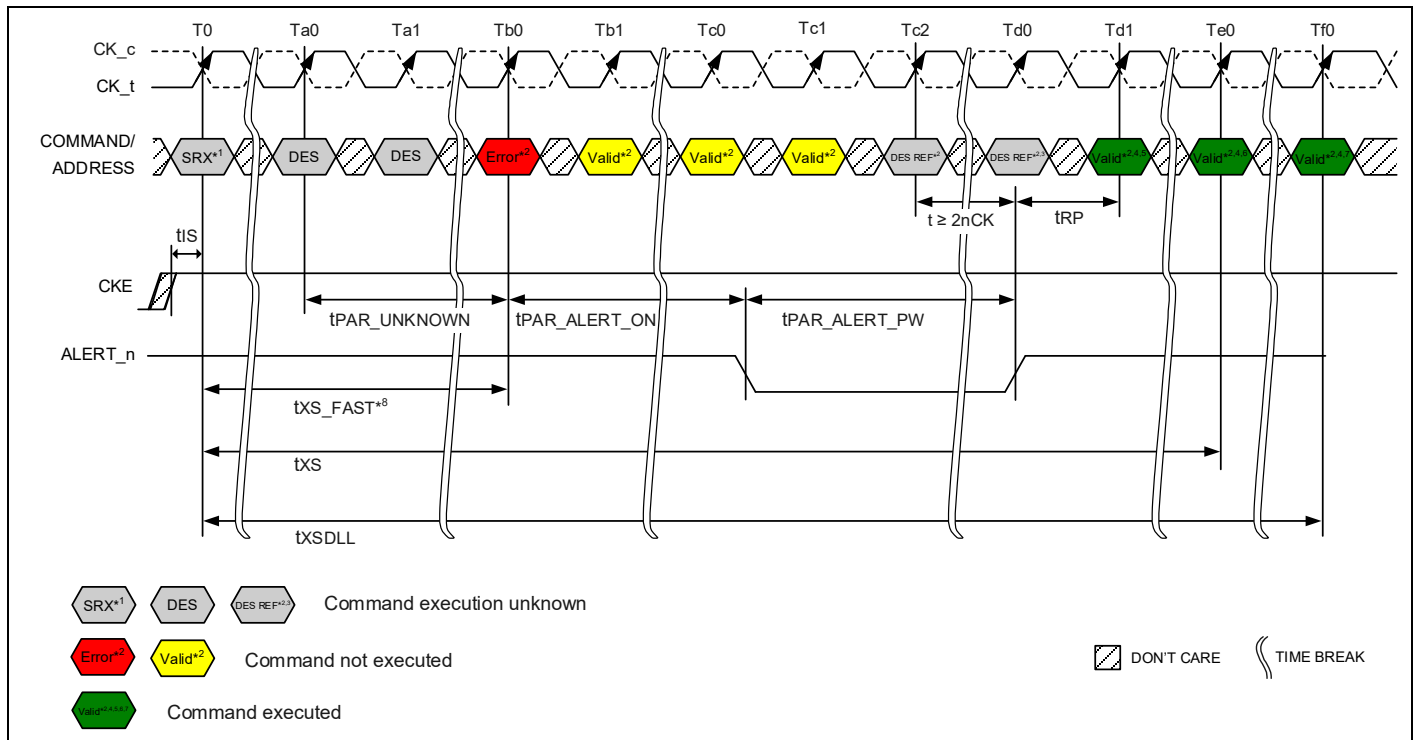 T0 Ta0 Ta1 Tb0 Tb1 Tc0 Tc1 Tc2 Td0 Td1 Te0 Tf0
CK_c
CK_t
COMMAND/
ADDRESS
SRX*1 DES DES Error*2 Valid*2 Valid*2 Valid*2 DES REF*2 DES REF*2,3 Valid*2,4,5 Valid*2,4,6 Valid*2,4,7
t ≥ 2nCK tRP
tIS
CKE
tPAR_UNKNOWN tPAR_ALERT_ON tPAR_ALERT_PW
ALERT_n
tXS_FAST*8
tXS
tXSDLL
SRX*1 DES DES REF*2,3 Command execution unknown
Error*2 Valid*2 Command not executed
DON'T CARE TIME BREAK
Valid*2,4,5,6,7 Command executed